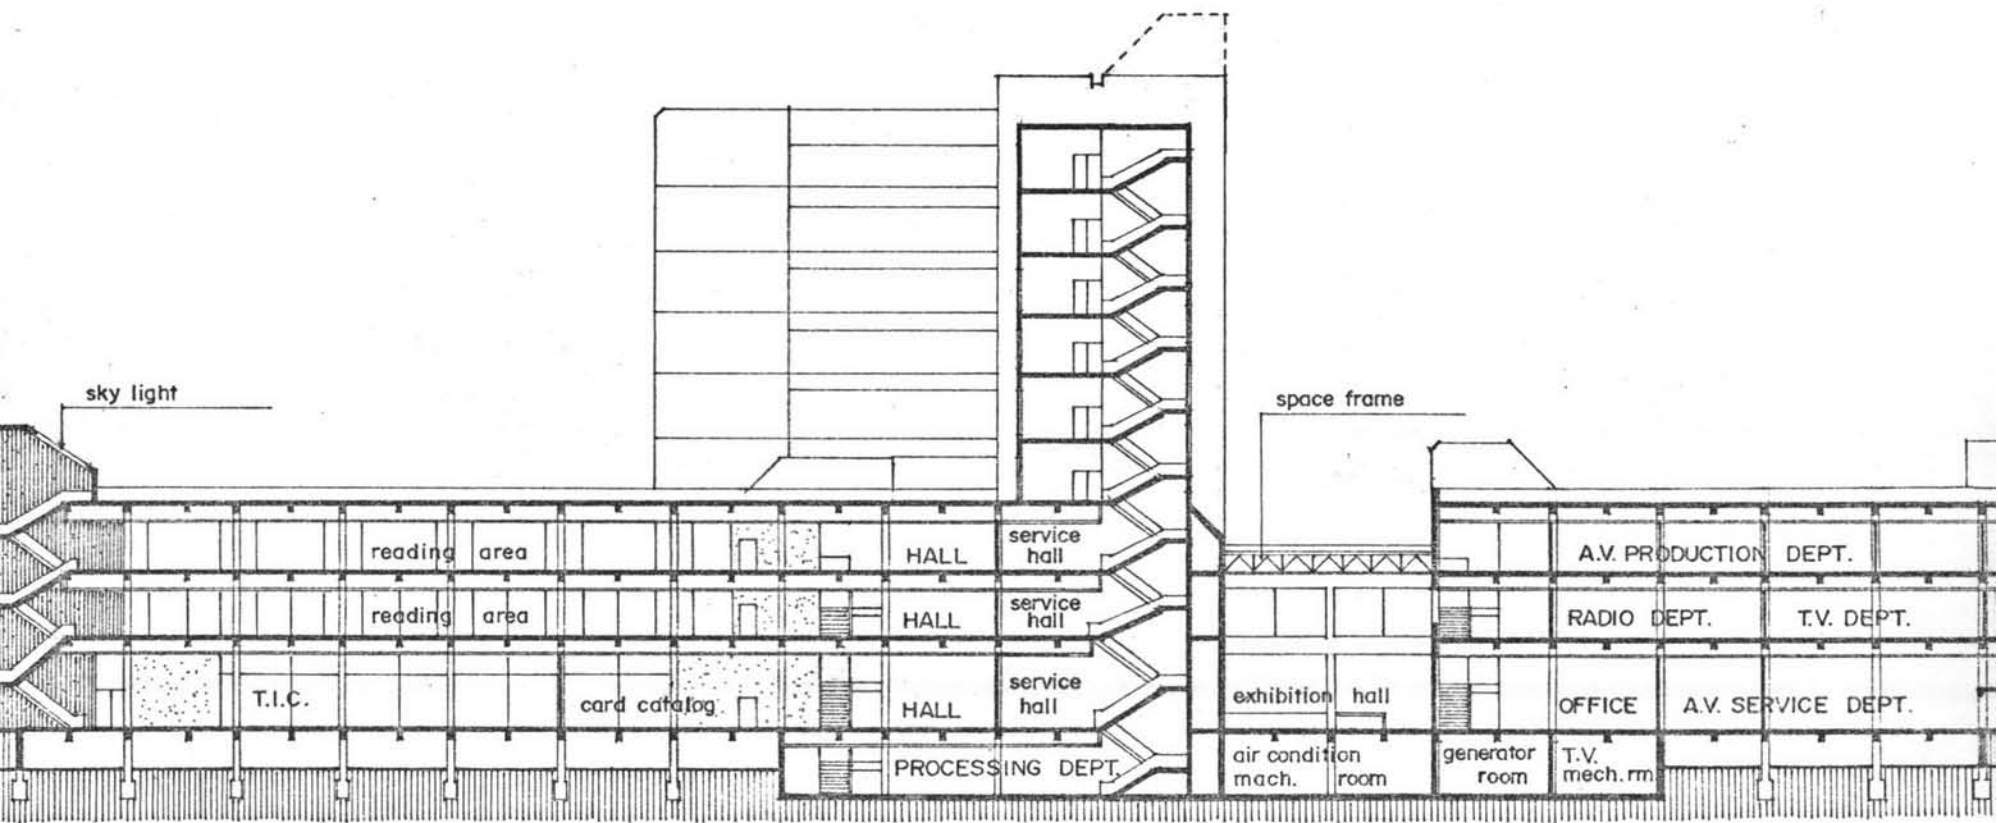 sky light
space frame
reading area
HALL
service
hall
A.V. PRODUCTION DEPT.
reading area
HALL
service
hall
RADIO DEPT.
T.V. DEPT.
T.I.C.
card catalog
HALL
service
hall
exhibition hall
OFFICE
A.V. SERVICE DEPT.
PROCESSING DEPT.
air condition
mach. room
generator
room
T.V.
mech. rm.